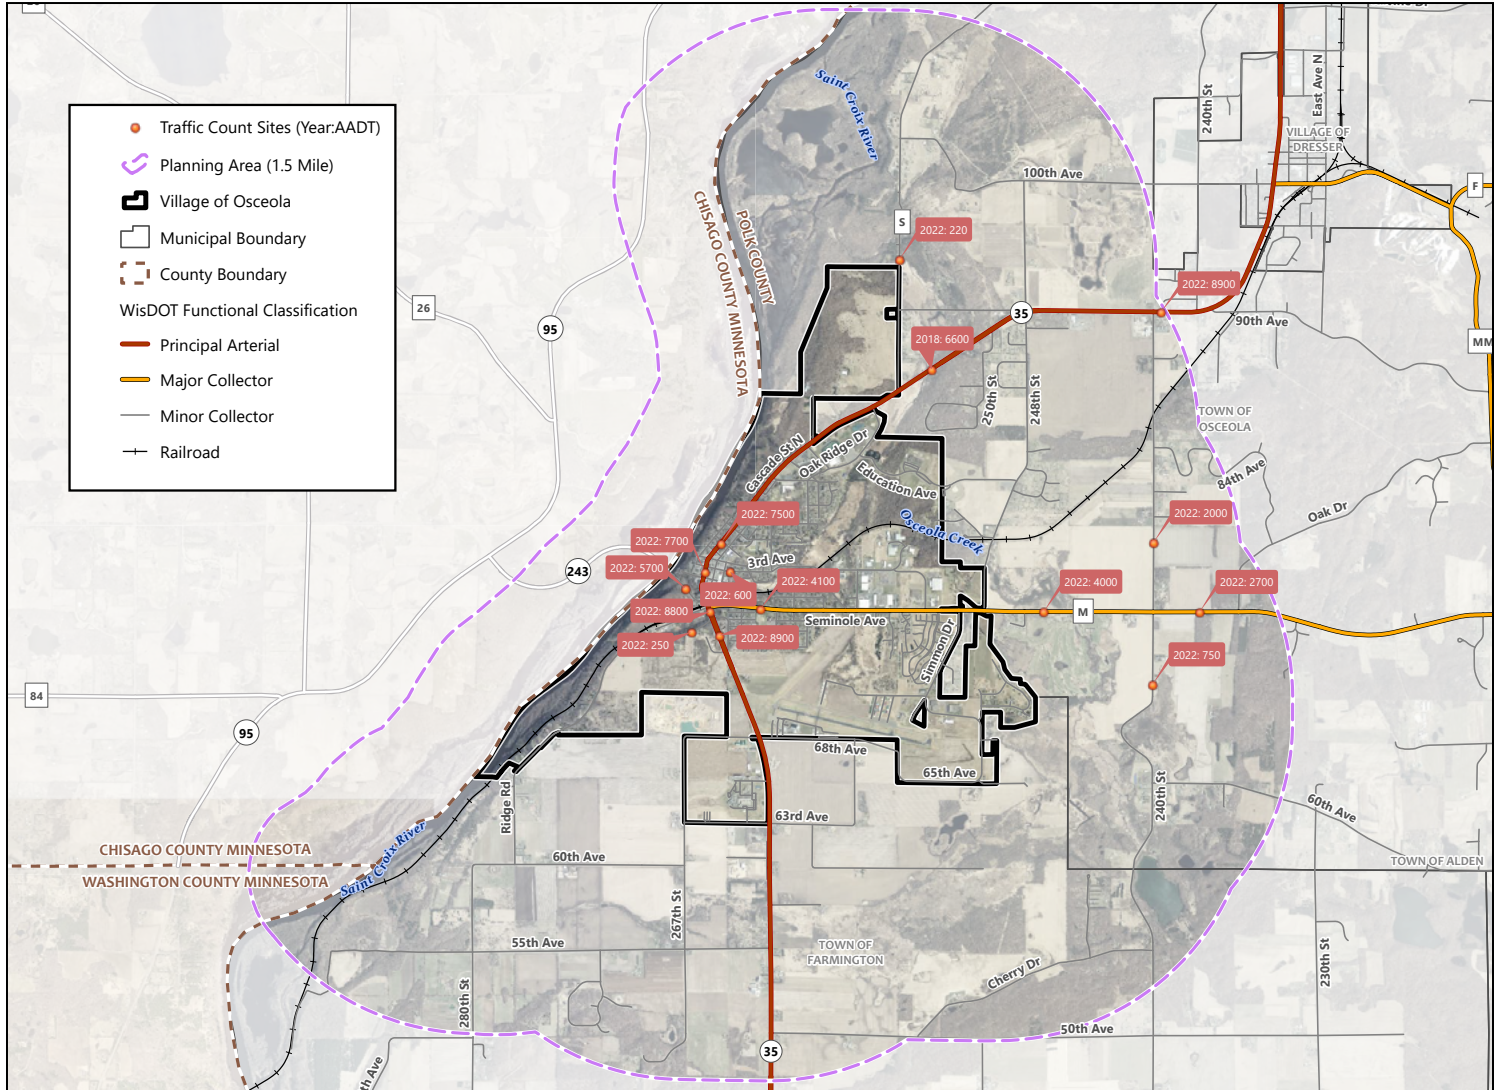 Traffic Count Sites (Year:AADT)
Planning Area (1.5 Mile)
Village of Osceola
Municipal Boundary
County Boundary
WisDOT Functional Classification
Principal Arterial
Major Collector
Minor Collector
Railroad
Saint Croix River
240th St
East Ave N
VILLAGE OF
DRESSER
100th Ave
F
S
2022: 220
POLK COUNTY
CHISAGO COUNTY MINNESOTA
2022: 8900
26
95
35
90th Ave
2018: 6600
MM
250th St
248th St
TOWN OF
OSCEOLA
Cascade St N
Oak Ridge Dr
Education Ave
84th Ave
Oak Dr
2022: 7500
Osceola Creek
2022: 2000
2022: 7700
3rd Ave
243
2022: 5700
2022: 4100
2022: 4000
2022: 2700
2022: 600
2022: 8800
M
Seminole Ave
2022: 250
2022: 8900
Simmon Dr
2022: 750
84
95
68th Ave
65th Ave
240th St
Ridge Rd
63rd Ave
60th Ave
CHISAGO COUNTY MINNESOTA
WASHINGTON COUNTY MINNESOTA
Saint Croix River
60th Ave
TOWN OF ALDEN
267th St
55th Ave
TOWN OF
FARMINGTON
Cherry Dr
230th St
280th St
50th Ave
35